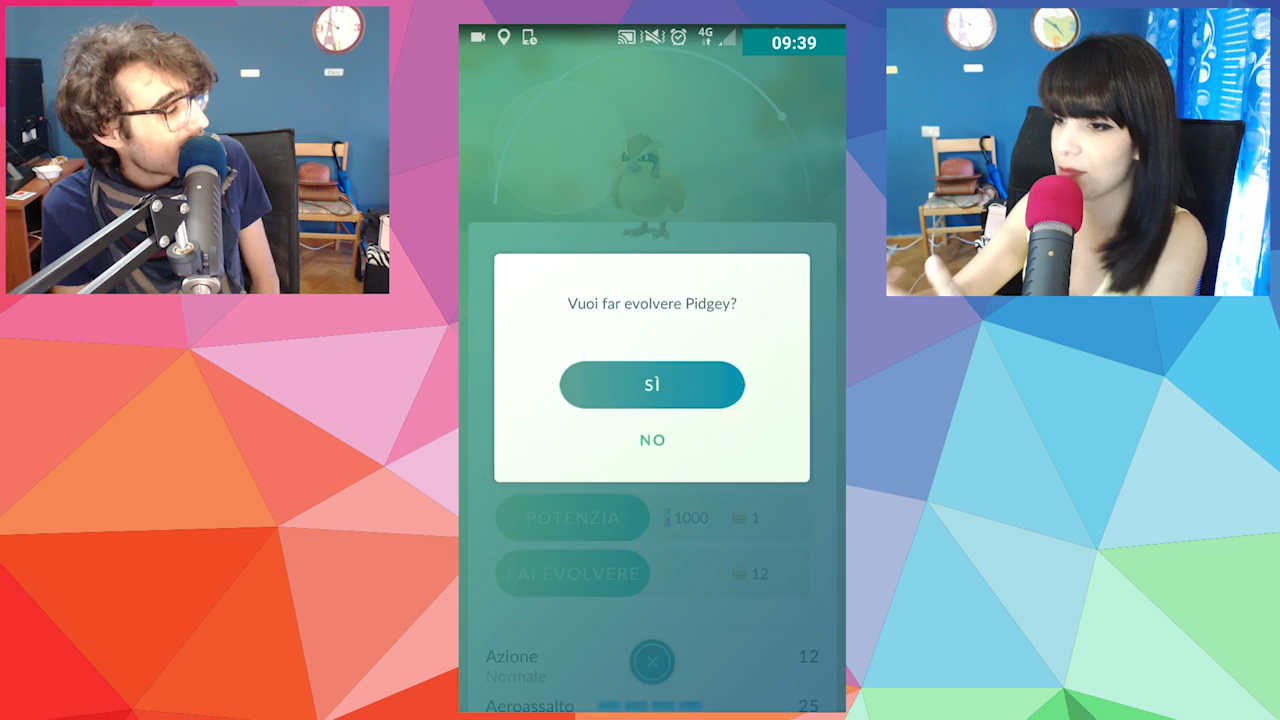 4G
09:39
Vuoi far evolvere Pidgey?
SÌ
NO
POTENZIA 1000 1
FAI EVOLVERE 12
Azione 12
Normale
Aeroassalto 25